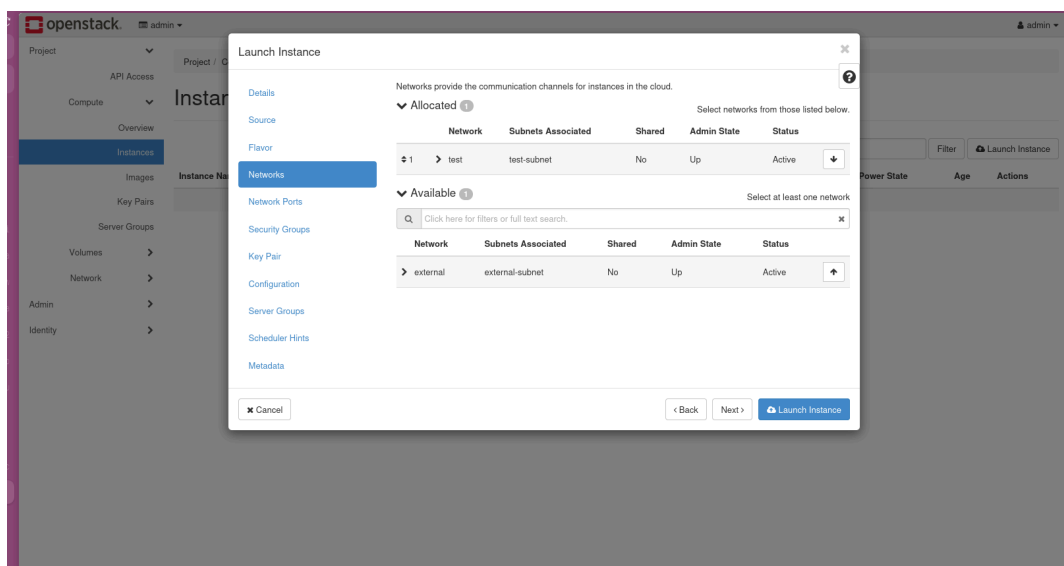 openstack. admin
admin
Project
API Access
Compute
Overview
Instances
Images
Key Pairs
Server Groups
Volumes
Network
Admin
Identity
Project /
Instan
Filter
Launch Instance
Instance Na
Power State Age Actions
Launch Instance
Details
Source
Flavor
Networks
Network Ports
Security Groups
Key Pair
Configuration
Server Groups
Scheduler Hints
Metadata
Networks provide the communication channels for instances in the cloud.
Allocated 1
Select networks from those listed below.
Network Subnets Associated Shared Admin State Status
1 test test-subnet No Up Active
Available 1
Select at least one network
Click here for filters or full text search.
Network Subnets Associated Shared Admin State Status
external external-subnet No Up Active
Cancel
Back
Next
Launch Instance